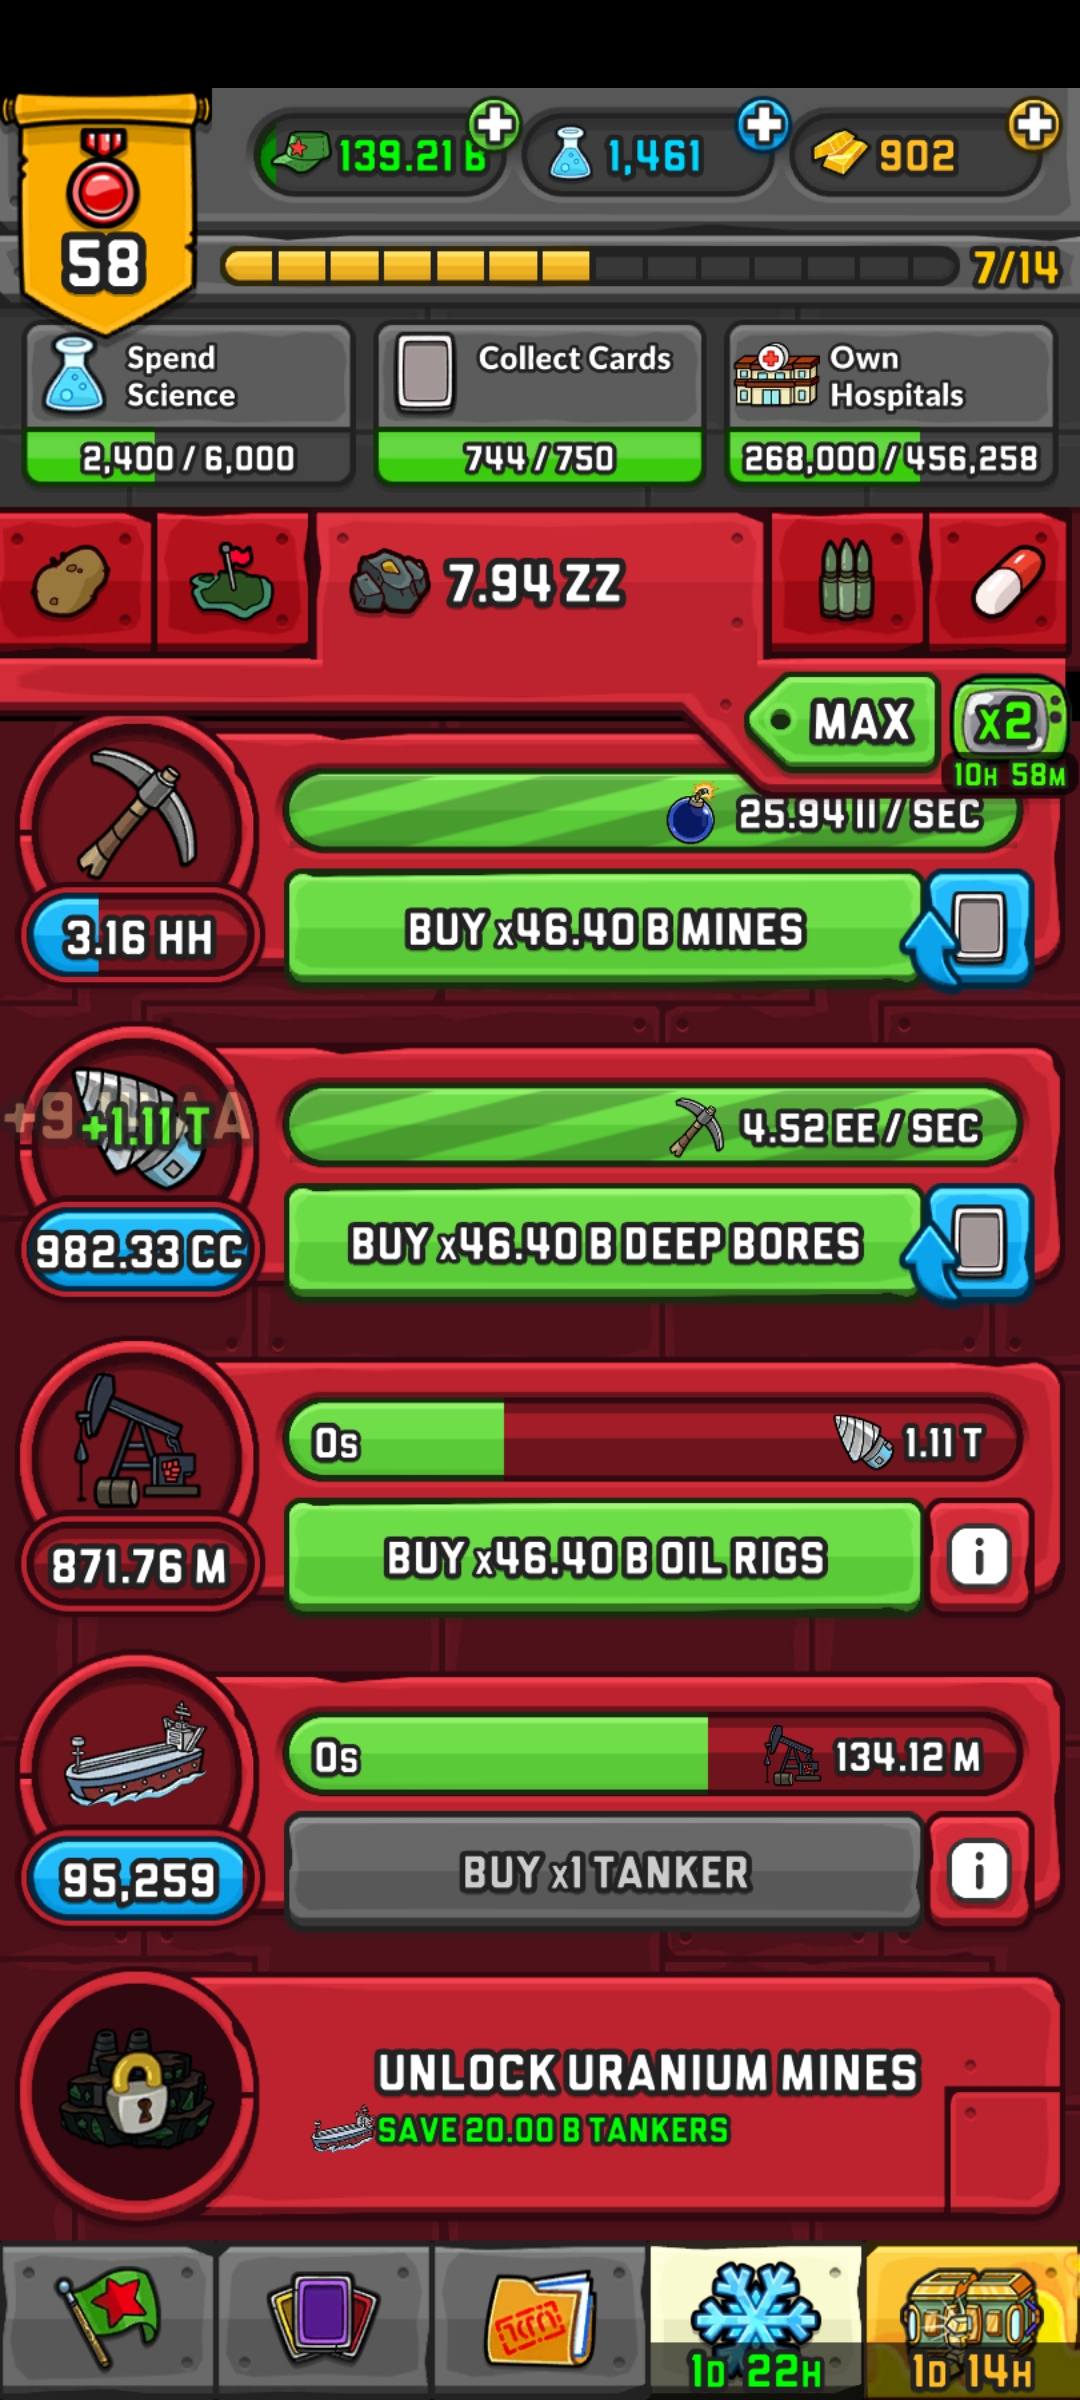 139.21 B
1,461
902
58
7/14
Spend
Science
2,400 / 6,000
Collect Cards
744 / 750
Own
Hospitals
268,000 / 456,258
7.94 ZZ
MAX
x2
10H 58M
25.94 II / SEC
3.16 HH
BUY x46.40 B MINES
+1.11 T
4.52 EE / SEC
982.33 CC
BUY x46.40 B DEEP BORES
0s
1.11 T
871.76 M
BUY x46.40 B OIL RIGS
0s
134.12 M
95,259
BUY x1 TANKER
UNLOCK URANIUM MINES
SAVE 20.00 B TANKERS
1D 22H
1D 14H